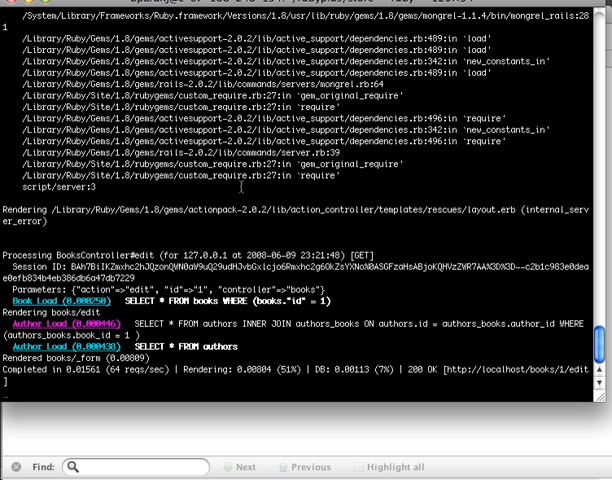 /System/Library/Frameworks/Ruby.framework/Versions/1.8/usr/lib/ruby/gems/1.8/gems/mongrel-1.1.4/bin/mongrel_rails:28
1
/Library/Ruby/Gems/1.8/gems/activesupport-2.0.2/lib/active_support/dependencies.rb:489:in `load'
/Library/Ruby/Gems/1.8/gems/activesupport-2.0.2/lib/active_support/dependencies.rb:489:in `load'
/Library/Ruby/Gems/1.8/gems/activesupport-2.0.2/lib/active_support/dependencies.rb:342:in `new_constants_in'
/Library/Ruby/Gems/1.8/gems/activesupport-2.0.2/lib/active_support/dependencies.rb:489:in `load'
/Library/Ruby/Gems/1.8/gems/rails-2.0.2/lib/commands/servers/mongrel.rb:64
/Library/Ruby/Site/1.8/rubygems/custom_require.rb:27:in `gem_original_require'
/Library/Ruby/Site/1.8/rubygems/custom_require.rb:27:in `require'
/Library/Ruby/Gems/1.8/gems/activesupport-2.0.2/lib/active_support/dependencies.rb:496:in `require'
/Library/Ruby/Gems/1.8/gems/activesupport-2.0.2/lib/active_support/dependencies.rb:342:in `new_constants_in'
/Library/Ruby/Gems/1.8/gems/activesupport-2.0.2/lib/active_support/dependencies.rb:496:in `require'
/Library/Ruby/Gems/1.8/gems/rails-2.0.2/lib/commands/server.rb:39
/Library/Ruby/Site/1.8/rubygems/custom_require.rb:27:in `gem_original_require'
/Library/Ruby/Site/1.8/rubygems/custom_require.rb:27:in `require'
script/server:3
Rendering /Library/Ruby/Gems/1.8/gems/actionpack-2.0.2/lib/action_controller/templates/rescues/layout.erb (internal_serv
er_error)
Processing BooksController#edit (for 127.0.0.1 at 2008-06-09 23:21:48) [GET]
Session ID:
Parameters: {"action"=>"edit", "id"=>"1", "controller"=>"books"}
Book Load (0.000250) SELECT * FROM books WHERE (books."id" = 1)
Rendering books/edit
Author Load (0.000446) SELECT * FROM authors INNER JOIN authors_books ON authors.id = authors_books.author_id WHERE
(authors_books.book_id = 1 )
Author Load (0.000438) SELECT * FROM authors
Rendered books/_form (0.00809)
Completed in 0.01561 (64 reqs/sec) | Rendering: 0.00804 (51%) | DB: 0.00113 (7%) | 200 OK [http://localhost/books/1/edit
]
Find: Next Previous Highlight all